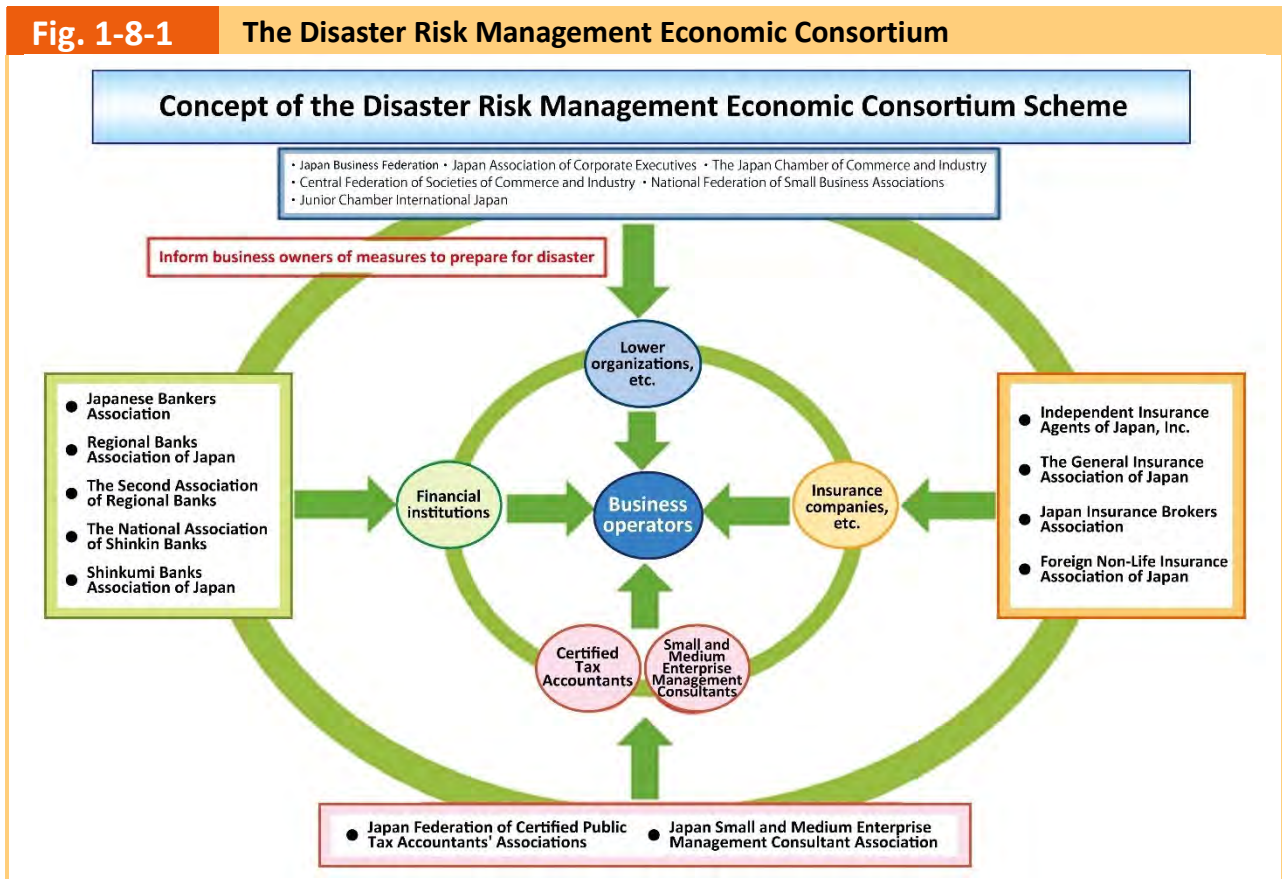 Fig. 1-8-1
The Disaster Risk Management Economic Consortium
Concept of the Disaster Risk Management Economic Consortium Scheme
・Japan Business Federation ・Japan Association of Corporate Executives ・The Japan Chamber of Commerce and Industry
・Central Federation of Societies of Commerce and Industry ・National Federation of Small Business Associations
・Junior Chamber International Japan
Inform business owners of measures to prepare for disaster
Lower
organizations,
etc.
● Japanese Bankers
Association
● Regional Banks
Association of Japan
● The Second Association
of Regional Banks
● The National Association
of Shinkin Banks
● Shinkumi Banks
Association of Japan
Financial
institutions
Business
operators
Insurance
companies,
etc.
● Independent Insurance
Agents of Japan, Inc.
● The General Insurance
Association of Japan
● Japan Insurance Brokers
Association
● Foreign Non-Life Insurance
Association of Japan
Certified
Tax
Accountants
Small and
Medium
Enterprise
Management
Consultants
● Japan Federation of Certified Public
Tax Accountants' Associations
● Japan Small and Medium Enterprise
Management Consultant Association